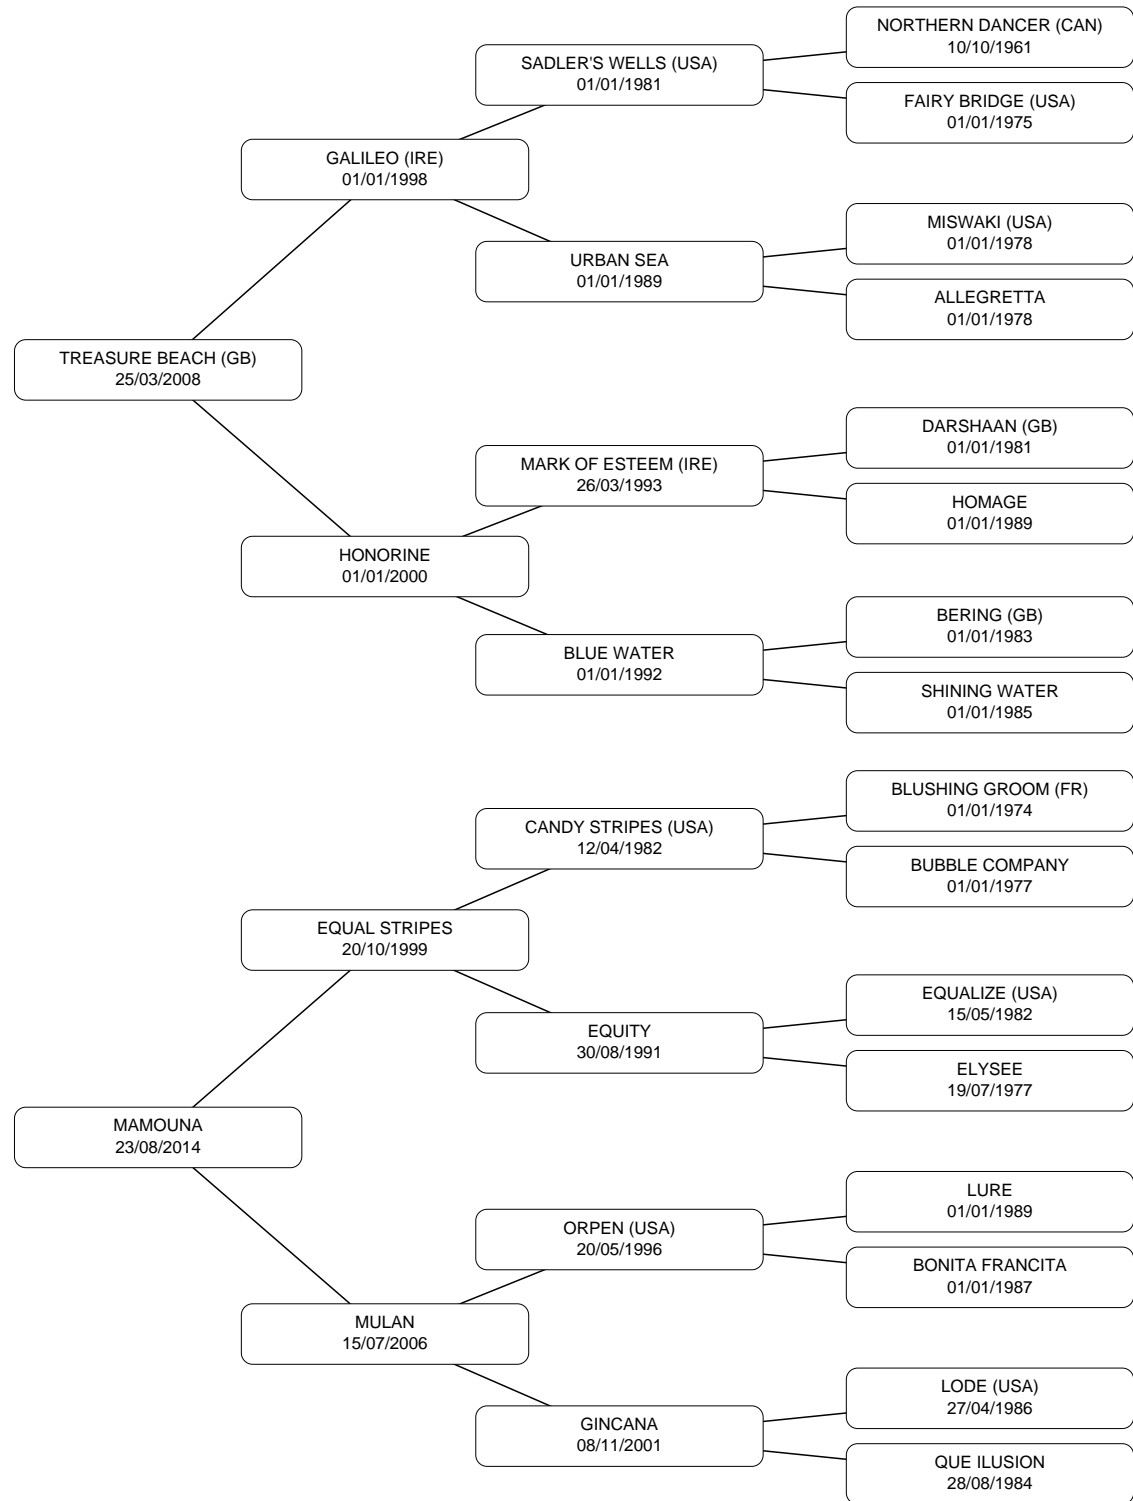 NORTHERN DANCER (CAN)
10/10/1961
SADLER'S WELLS (USA)
01/01/1981
FAIRY BRIDGE (USA)
01/01/1975
GALILEO (IRE)
01/01/1998
MISWAKI (USA)
01/01/1978
URBAN SEA
01/01/1989
ALLEGRETTA
01/01/1978
TREASURE BEACH (GB)
25/03/2008
DARSHAAN (GB)
01/01/1981
MARK OF ESTEEM (IRE)
26/03/1993
HOMAGE
01/01/1989
HONORINE
01/01/2000
BERING (GB)
01/01/1983
BLUE WATER
01/01/1992
SHINING WATER
01/01/1985
BLUSHING GROOM (FR)
01/01/1974
CANDY STRIPES (USA)
12/04/1982
BUBBLE COMPANY
01/01/1977
EQUAL STRIPES
20/10/1999
EQUALIZE (USA)
15/05/1982
EQUITY
30/08/1991
ELYSEE
19/07/1977
MAMOUNA
23/08/2014
LURE
01/01/1989
ORPEN (USA)
20/05/1996
BONITA FRANCITA
01/01/1987
MULAN
15/07/2006
LODE (USA)
27/04/1986
GINCANA
08/11/2001
QUE ILUSION
28/08/1984